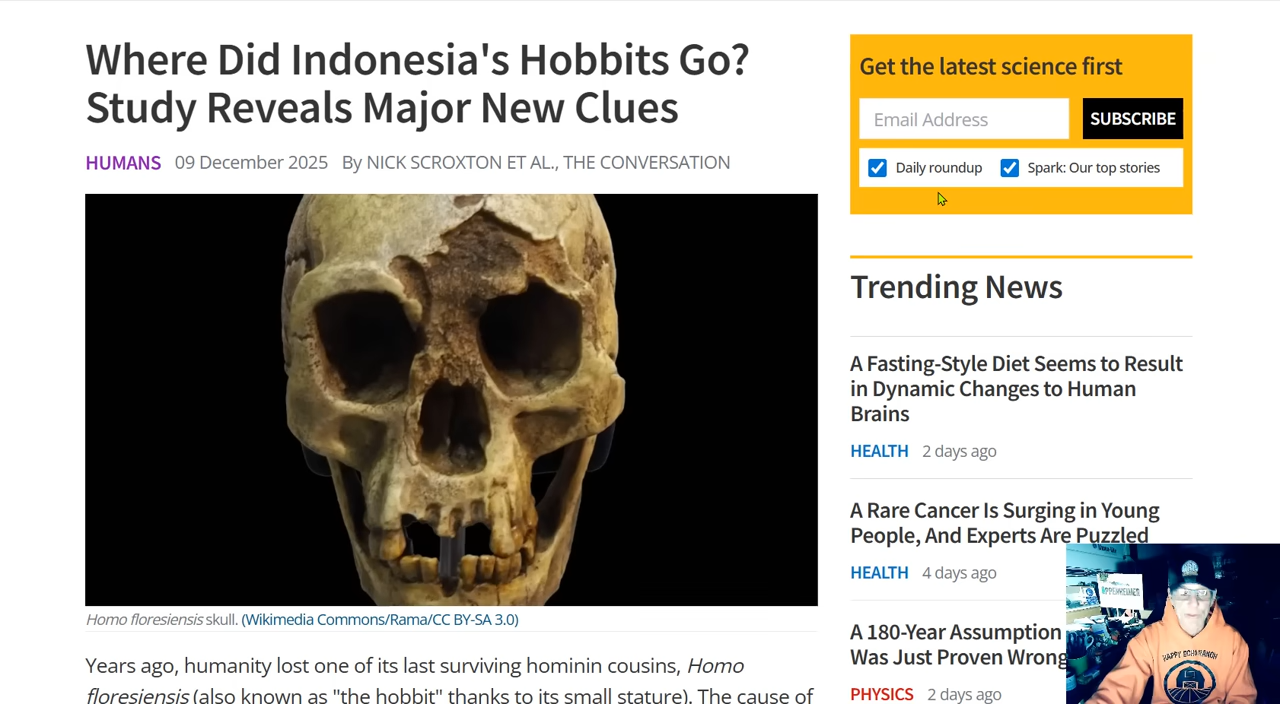 Where Did Indonesia's Hobbits Go?
Study Reveals Major New Clues
HUMANS 09 December 2025 By NICK SCROXTON ET AL., THE CONVERSATION
Homo floresiensis skull. (Wikimedia Commons/Rama/CC BY-SA 3.0)
Years ago, humanity lost one of its last surviving hominin cousins, Homo
floresiensis (also known as "the hobbit" thanks to its small stature). The cause of
Get the latest science first
Email Address SUBSCRIBE
Daily roundup Spark: Our top stories
Trending News
A Fasting-Style Diet Seems to Result
in Dynamic Changes to Human
Brains
HEALTH 2 days ago
A Rare Cancer Is Surging in Young
People, And Experts Are Puzzled
HEALTH 4 days ago
A 180-Year Assumption
Was Just Proven Wrong
PHYSICS 2 days ago
HAPPY ECHO RANCH